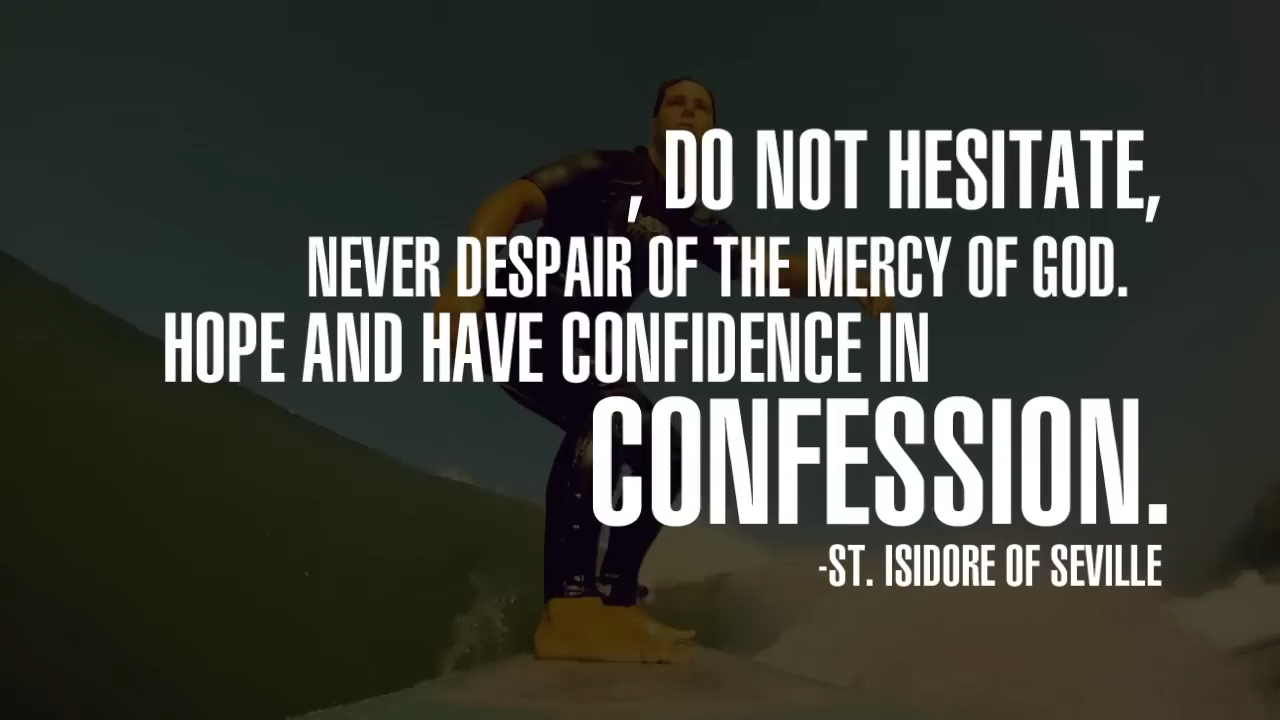 , DO NOT HESITATE,
NEVER DESPAIR OF THE MERCY OF GOD.
HOPE AND HAVE CONFIDENCE IN
CONFESSION.
-ST. ISIDORE OF SEVILLE